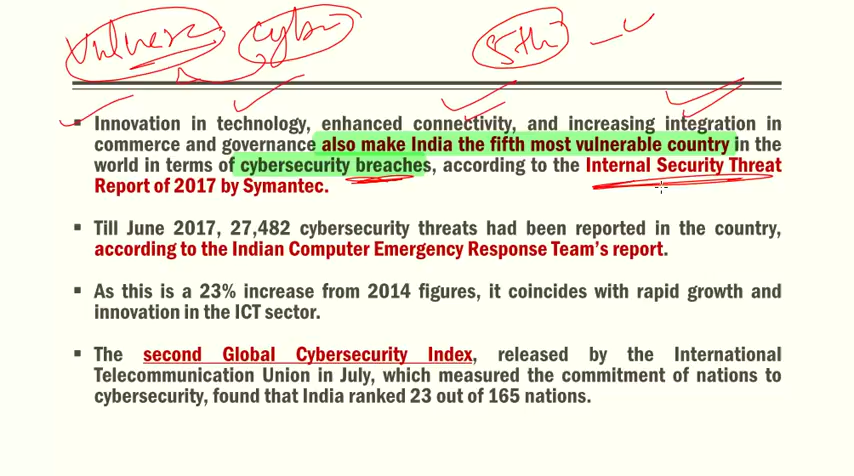 cyber
5th
▪ Innovation in technology, enhanced connectivity, and increasing integration in
commerce and governance also make India the fifth most vulnerable country in the
world in terms of cybersecurity breaches, according to the Internal Security Threat
Report of 2017 by Symantec.
▪ Till June 2017, 27,482 cybersecurity threats had been reported in the country,
according to the Indian Computer Emergency Response Team’s report.
▪ As this is a 23% increase from 2014 figures, it coincides with rapid growth and
innovation in the ICT sector.
▪ The second Global Cybersecurity Index, released by the International
Telecommunication Union in July, which measured the commitment of nations to
cybersecurity, found that India ranked 23 out of 165 nations.